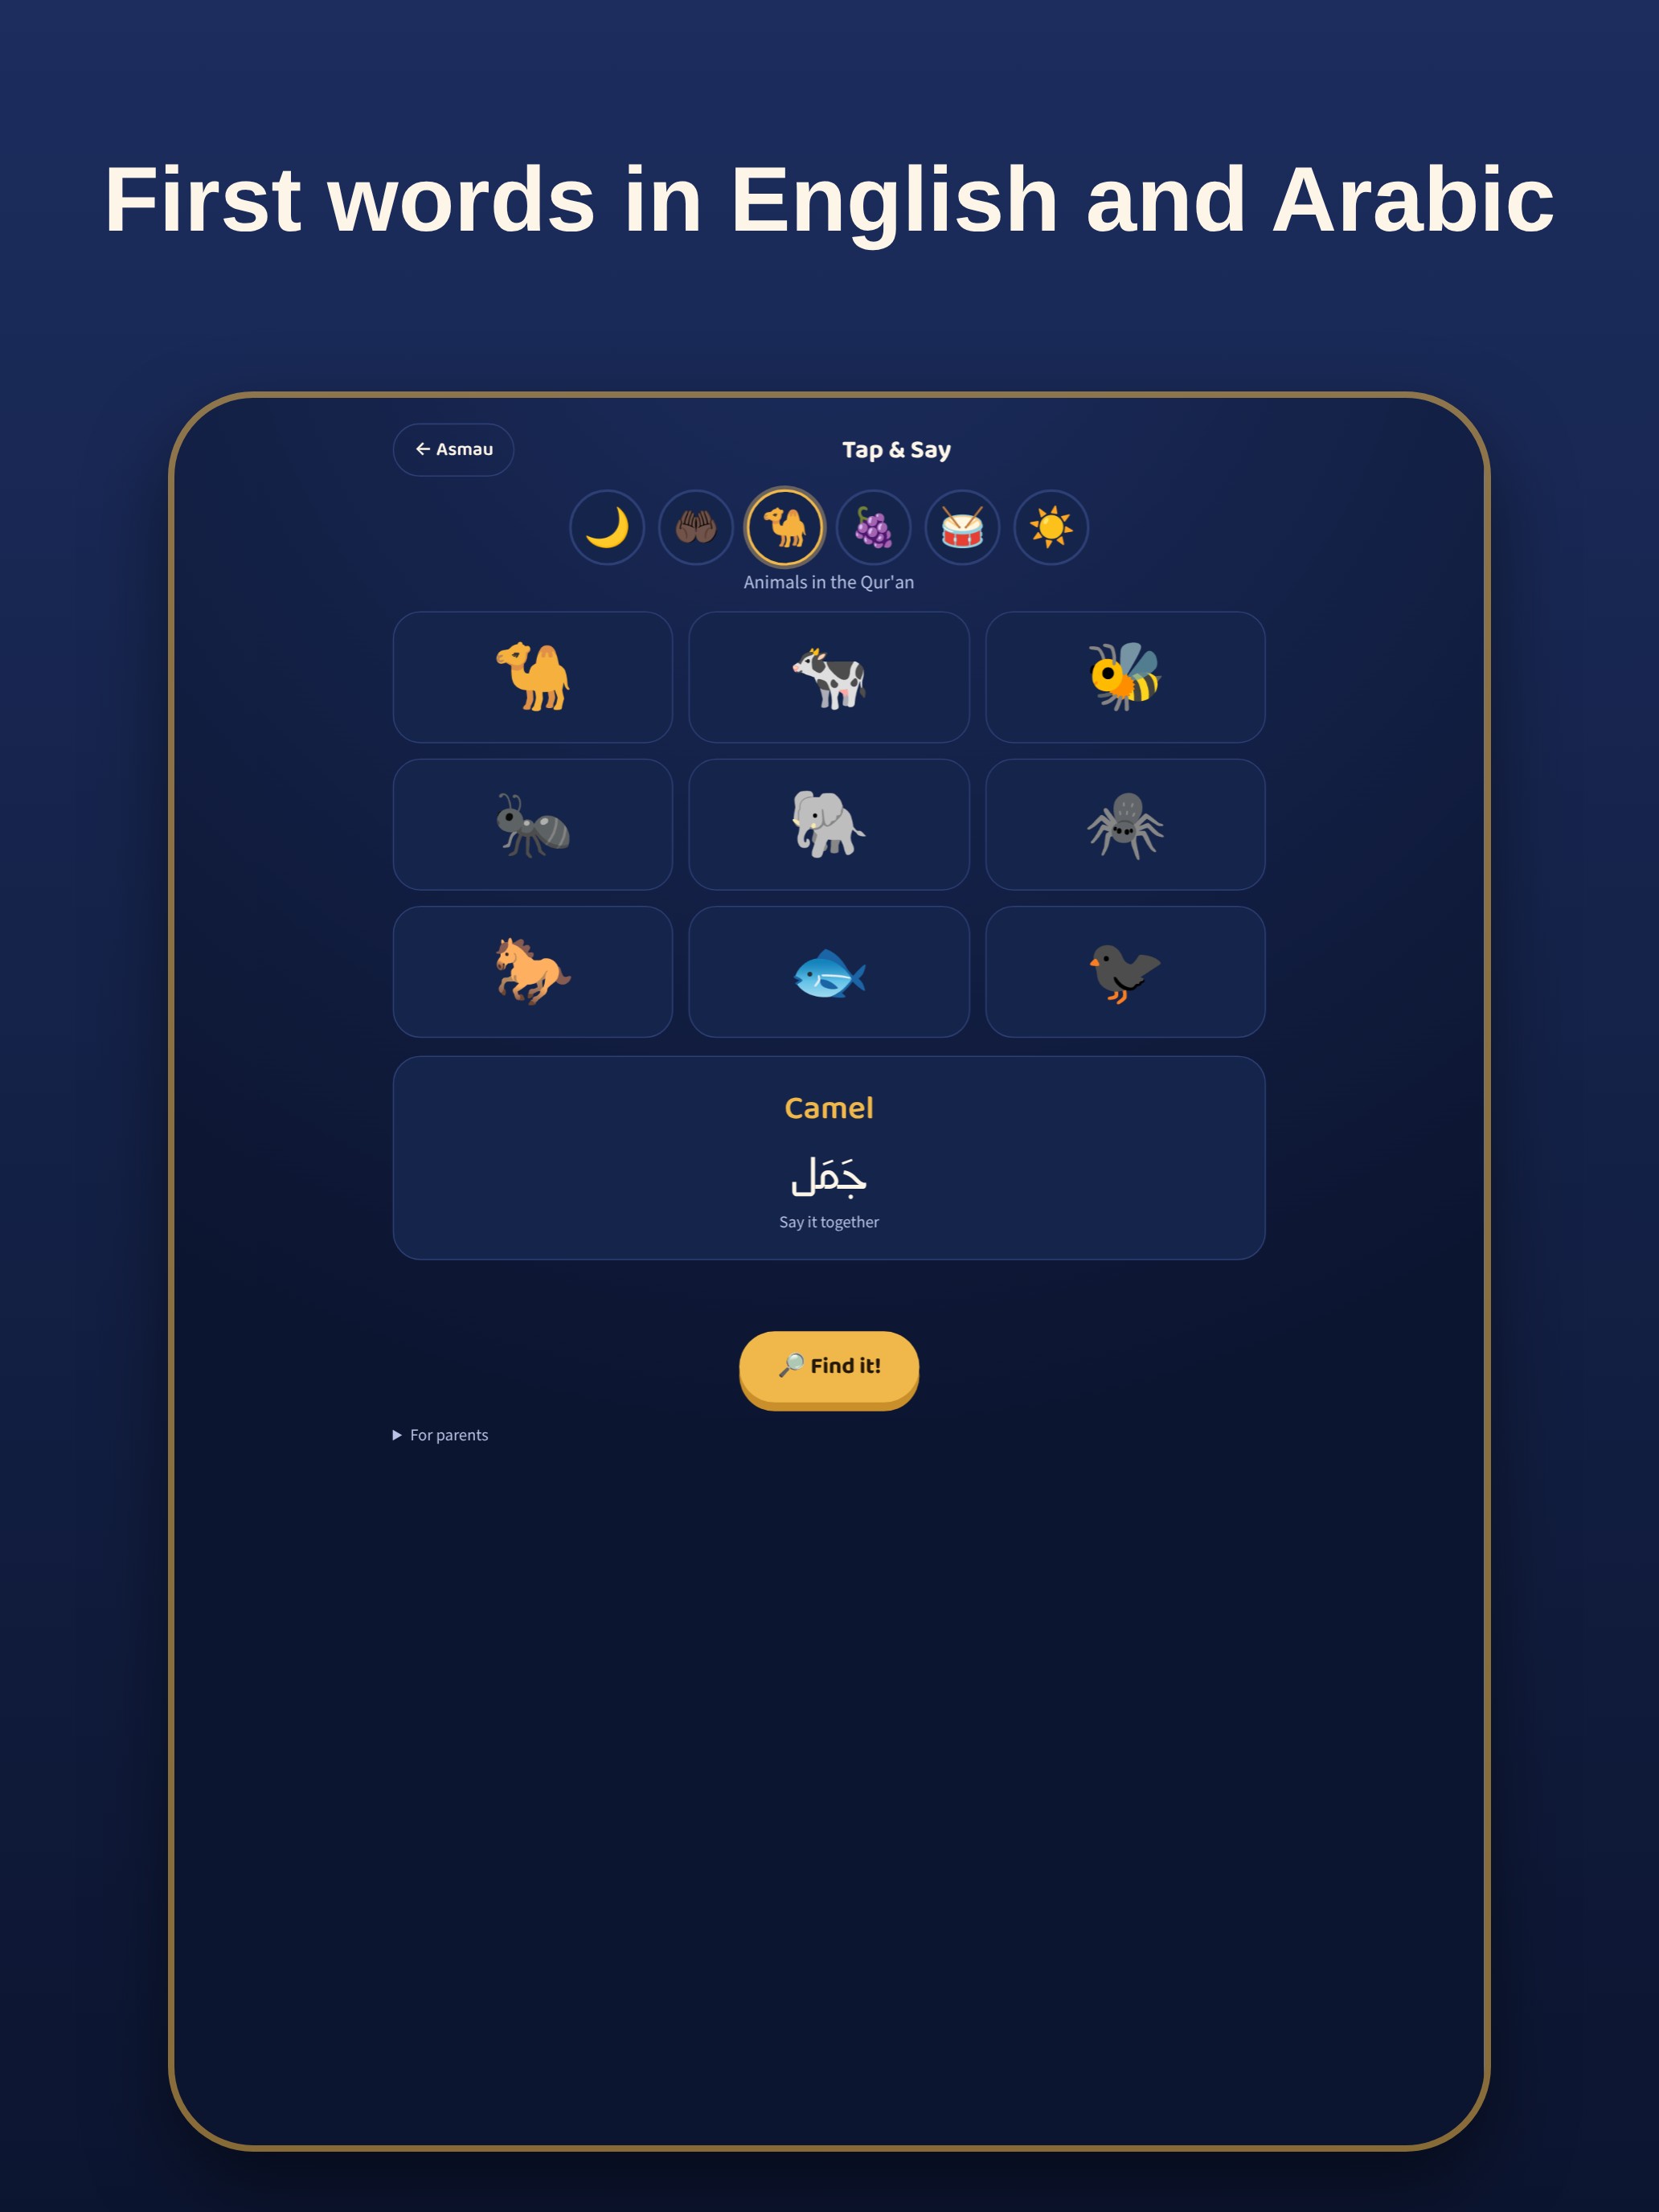 First words in English and Arabic
← Asmau
Tap & Say
Animals in the Qur'an
Camel
جَمَل
Say it together
🔎 Find it!
▶ For parents